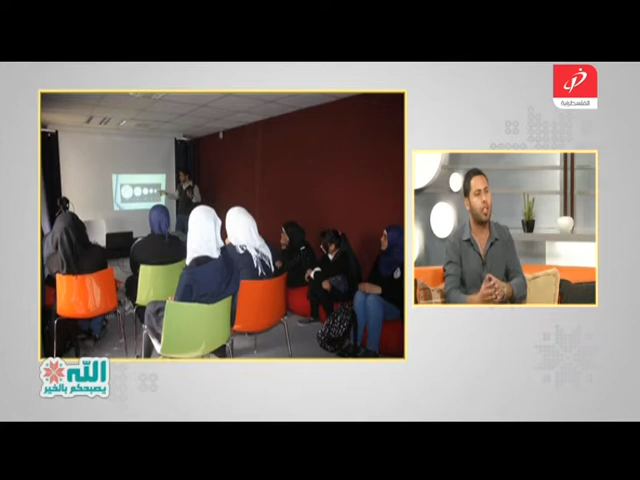 الفلسطينية
الله
يصبحكم بالخير